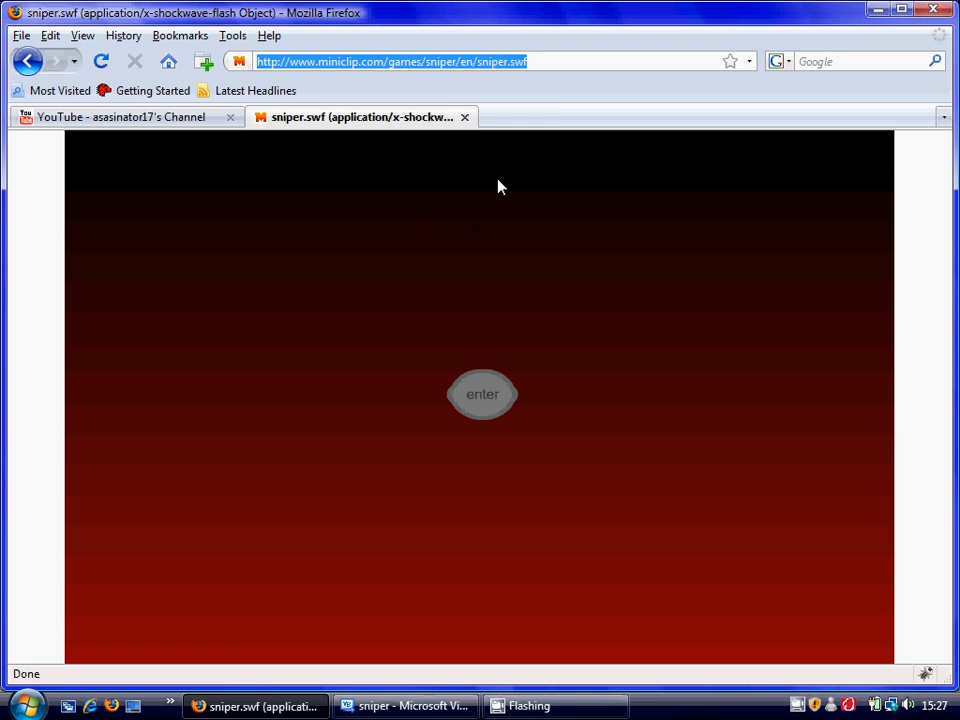 sniper.swf (application/x-shockwave-flash Object) - Mozilla Firefox
File Edit View History Bookmarks Tools Help
http://www.miniclip.com/games/sniper/en/sniper.swf
G Google
Most Visited Getting Started Latest Headlines
You Tube YouTube - asasinator17's Channel sniper.swf (application/x-shockw...
enter
Done
sniper.swf (applicati... sniper - Microsoft Vi... Flashing 15:27